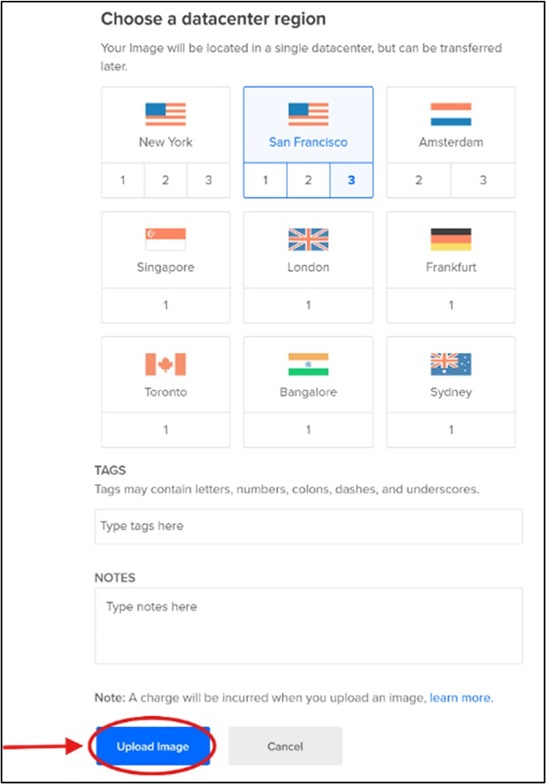 Choose a datacenter region
Your Image will be located in a single datacenter, but can be transferred
later.
New York
San Francisco
Amsterdam
1 2 3
1 2 3
2 3
Singapore
London
Frankfurt
1
1
1
Toronto
Bangalore
Sydney
1
1
1
TAGS
Tags may contain letters, numbers, colons, dashes, and underscores.
Type tags here
NOTES
Type notes here
Note: A charge will be incurred when you upload an image, learn more.
Upload Image
Cancel